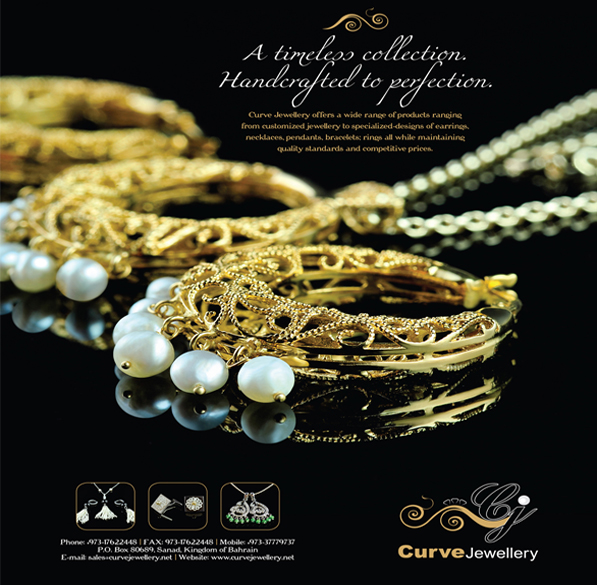 A timeless collection.
Handcrafted to perfection.
Curve Jewellery offers a wide range of products ranging
from customized jewellery to specialized-designs of earrings,
necklaces, pendants, bracelets; rings all while maintaining
quality standards and competitive prices.
Phone: +973-17622448 | FAX: 973-17622448 | Mobile: +973-37779737
P.O. Box 80689, Sanad, Kingdom of Bahrain
E-mail: sales@curvejewellery.net | Website: www.curvejewellery.net
Cj
CurveJewellery